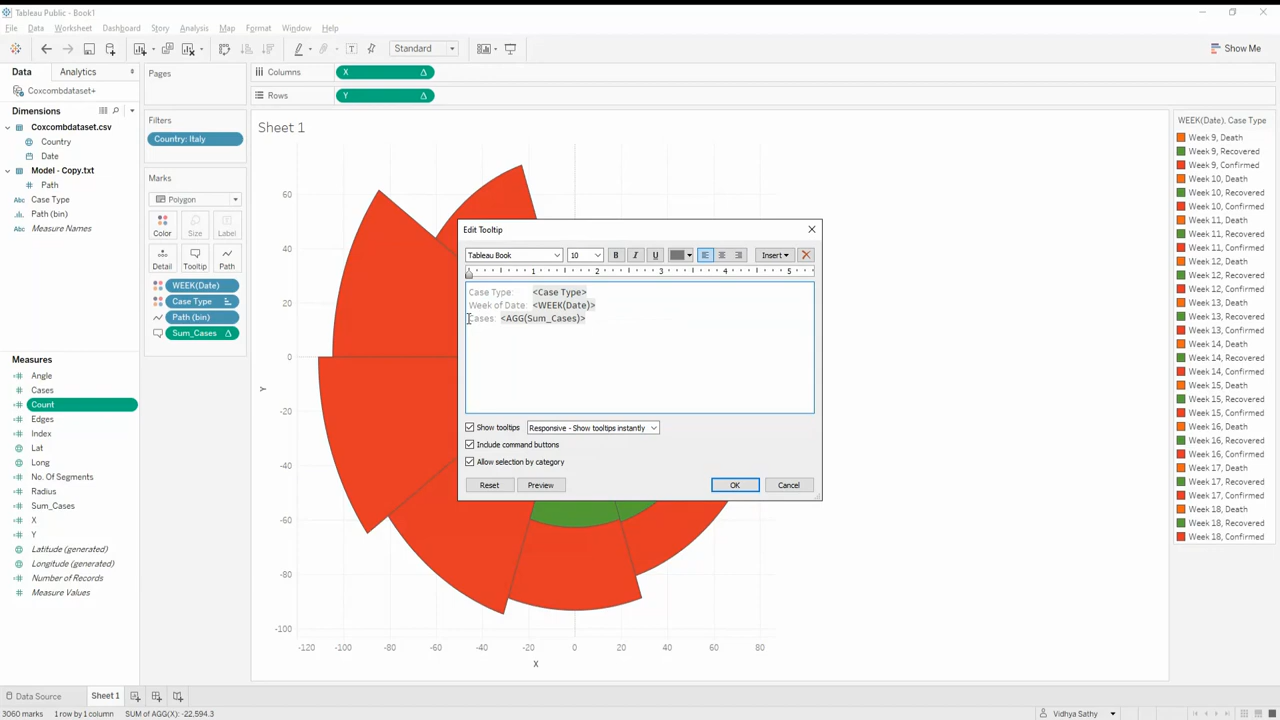 Tableau Public - Book1
File Data Worksheet Dashboard Story Analysis Map Format Window Help
Standard
Show Me
Data Analytics
Coxcombdataset+
Dimensions
Coxcombdataset.csv
Country
Date
Model - Copy.txt
Path
Abc Case Type
Path (bin)
Abc Measure Names
Measures
Angle
Cases
Count
Edges
Index
Lat
Long
No. Of Segments
Radius
Sum_Cases
X
Y
Latitude (generated)
Longitude (generated)
Number of Records
Measure Values
Pages
Filters
Country: Italy
Marks
Polygon
Color Size Label
Detail Tooltip Path
WEEK(Date)
Case Type
Path (bin)
Sum_Cases
Columns X
Rows Y
Sheet 1
60
40
20
0
-20
-40
-60
-80
-100
Y
-120 -100 -80 -60 -40 -20 0 20 40 60 80
X
Edit Tooltip
Tableau Book 10 B I U Insert
1 2 3 4 5
Case Type: <Case Type>
Week of Date: <WEEK(Date)>
Cases: <AGG(Sum_Cases)>
Show tooltips Responsive - Show tooltips instantly
Include command buttons
Allow selection by category
Reset Preview OK Cancel
WEEK(Date), Case Type
Week 9, Death
Week 9, Recovered
Week 9, Confirmed
Week 10, Death
Week 10, Recovered
Week 10, Confirmed
Week 11, Death
Week 11, Recovered
Week 11, Confirmed
Week 12, Death
Week 12, Recovered
Week 12, Confirmed
Week 13, Death
Week 13, Recovered
Week 13, Confirmed
Week 14, Death
Week 14, Recovered
Week 14, Confirmed
Week 15, Death
Week 15, Recovered
Week 15, Confirmed
Week 16, Death
Week 16, Recovered
Week 16, Confirmed
Week 17, Death
Week 17, Recovered
Week 17, Confirmed
Week 18, Death
Week 18, Recovered
Week 18, Confirmed
Data Source Sheet 1
3060 marks 1 row by 1 column SUM of AGG(X): -22,594.3
Vidhya Sathy